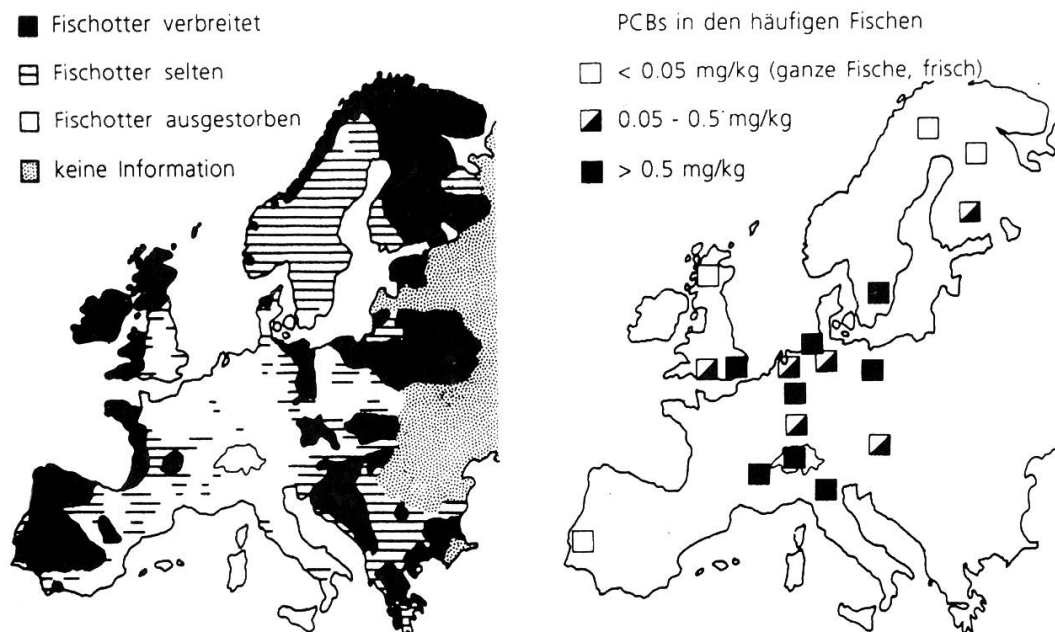 Fischotter verbreitet
Fischotter selten
Fischotter ausgestorben
keine Information
PCBs in den häufigen Fischen
< 0.05 mg/kg (ganze Fische, frisch)
0.05 - 0.5 mg/kg
> 0.5 mg/kg